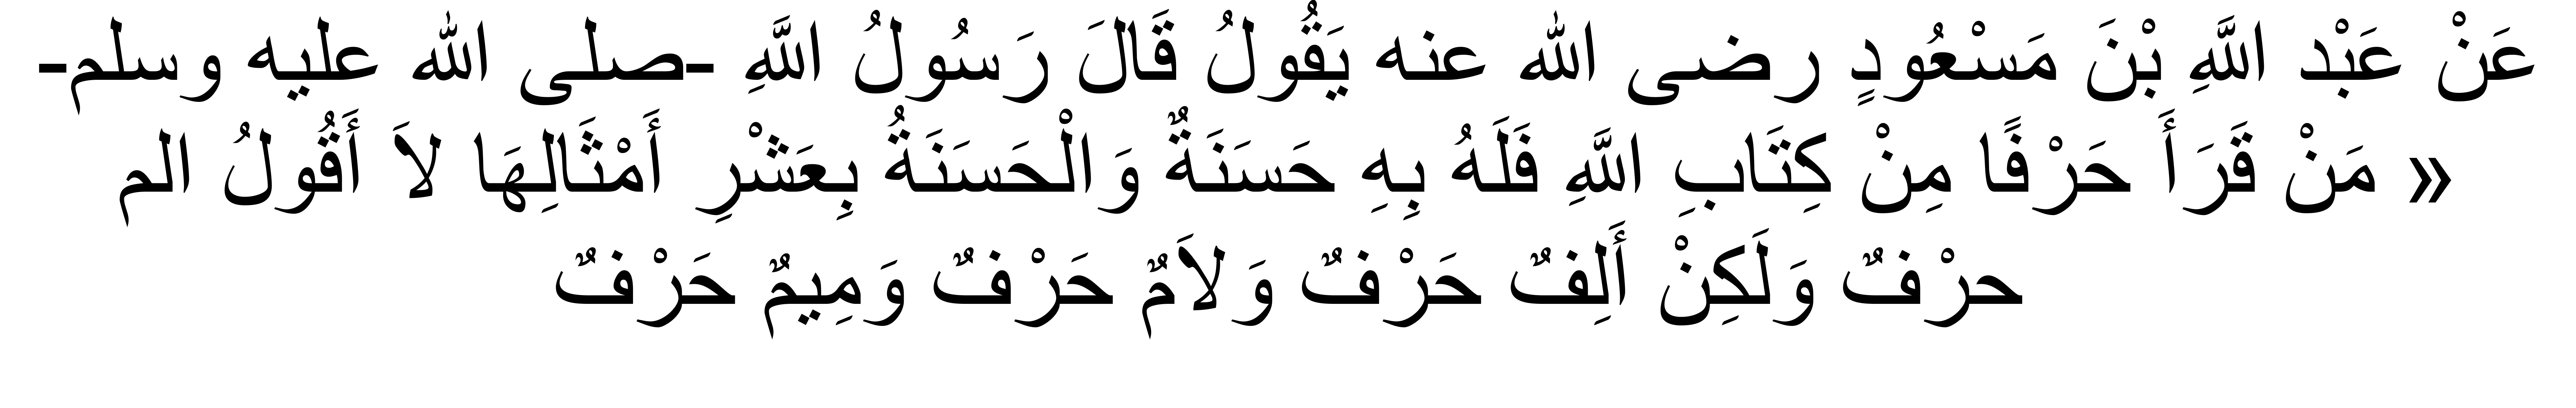 عَنْ عَبْد اللَّهِ بْنَ مَسْعُودٍ رضى الله عنه يَقُولُ قَالَ رَسُولُ اللَّهِ -صلى الله عليه وسلم-
« مَنْ قَرَأَ حَرْفًا مِنْ كِتَابِ اللَّهِ فَلَهُ بِهِ حَسَنَةٌ وَالْحَسَنَةُ بِعَشْرِ أَمْثَالِهَا لاَ أَقُولُ الم
حرْفٌ وَلَكِنْ أَلِفٌ حَرْفٌ وَلاَمٌ حَرْفٌ وَمِيمٌ حَرْفٌ